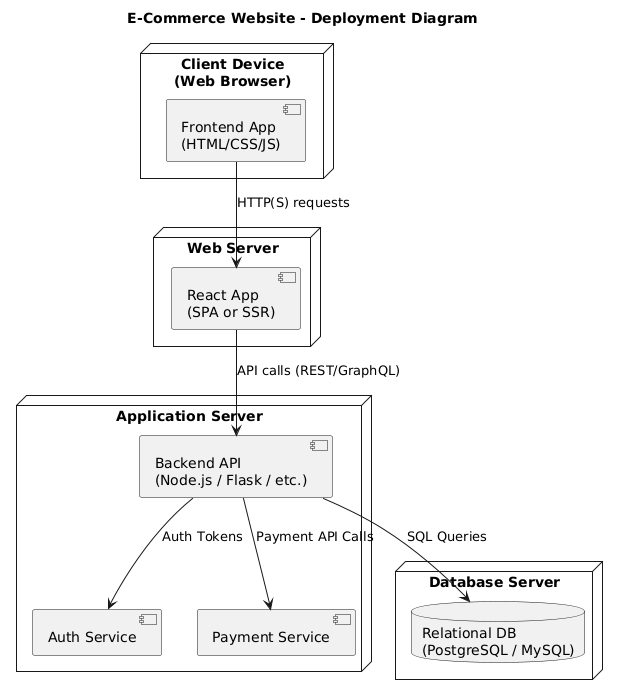 E-Commerce Website - Deployment Diagram
Client Device
(Web Browser)
Frontend App
(HTML/CSS/JS)
HTTP(S) requests
Web Server
React App
(SPA or SSR)
API calls (REST/GraphQL)
Application Server
Backend API
(Node.js / Flask / etc.)
Auth Tokens
Payment API Calls
SQL Queries
Database Server
Relational DB
(PostgreSQL / MySQL)
Auth Service
Payment Service